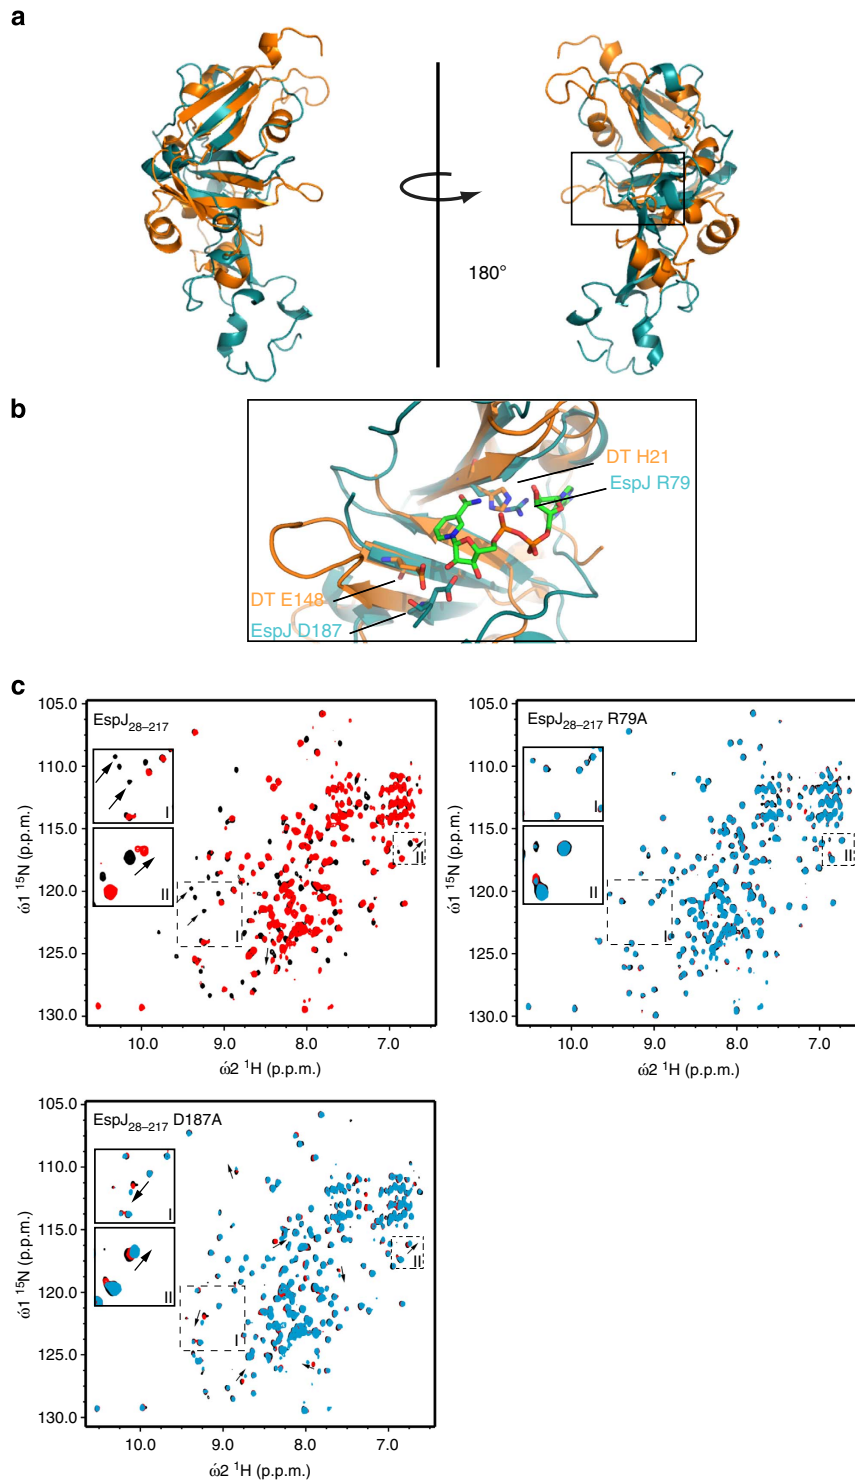 a
180°
b
DT H21
EspJ R79
DT E148
EspJ D187
c
EspJ28–217
105.0
110.0
115.0
120.0
125.0
130.0
ώ1 15N (p.p.m.)
I
II
II
I
10.0 9.0 8.0 7.0
ώ2 1H (p.p.m.)
EspJ28–217 R79A
105.0
110.0
115.0
120.0
125.0
130.0
ώ1 15N (p.p.m.)
I
II
II
I
10.0 9.0 8.0 7.0
ώ2 1H (p.p.m.)
EspJ28–217 D187A
105.0
110.0
115.0
120.0
125.0
130.0
ώ1 15N (p.p.m.)
I
II
II
I
10.0 9.0 8.0 7.0
ώ2 1H (p.p.m.)